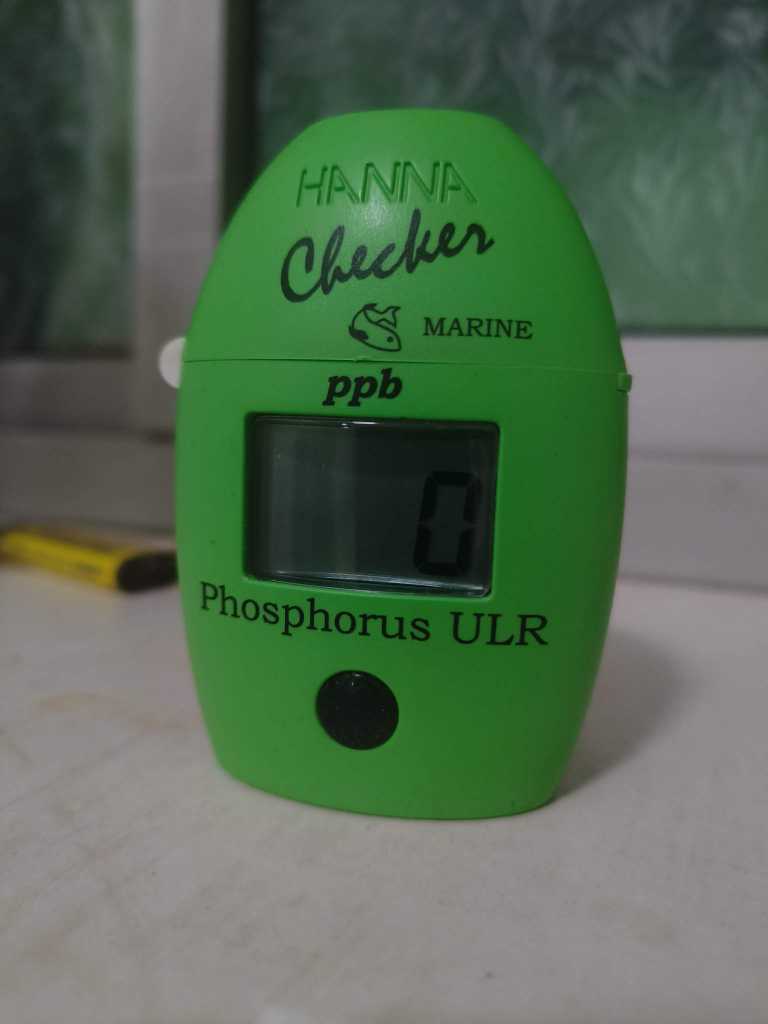 HANNA
Checker
MARINE
ppb
0
Phosphorus ULR